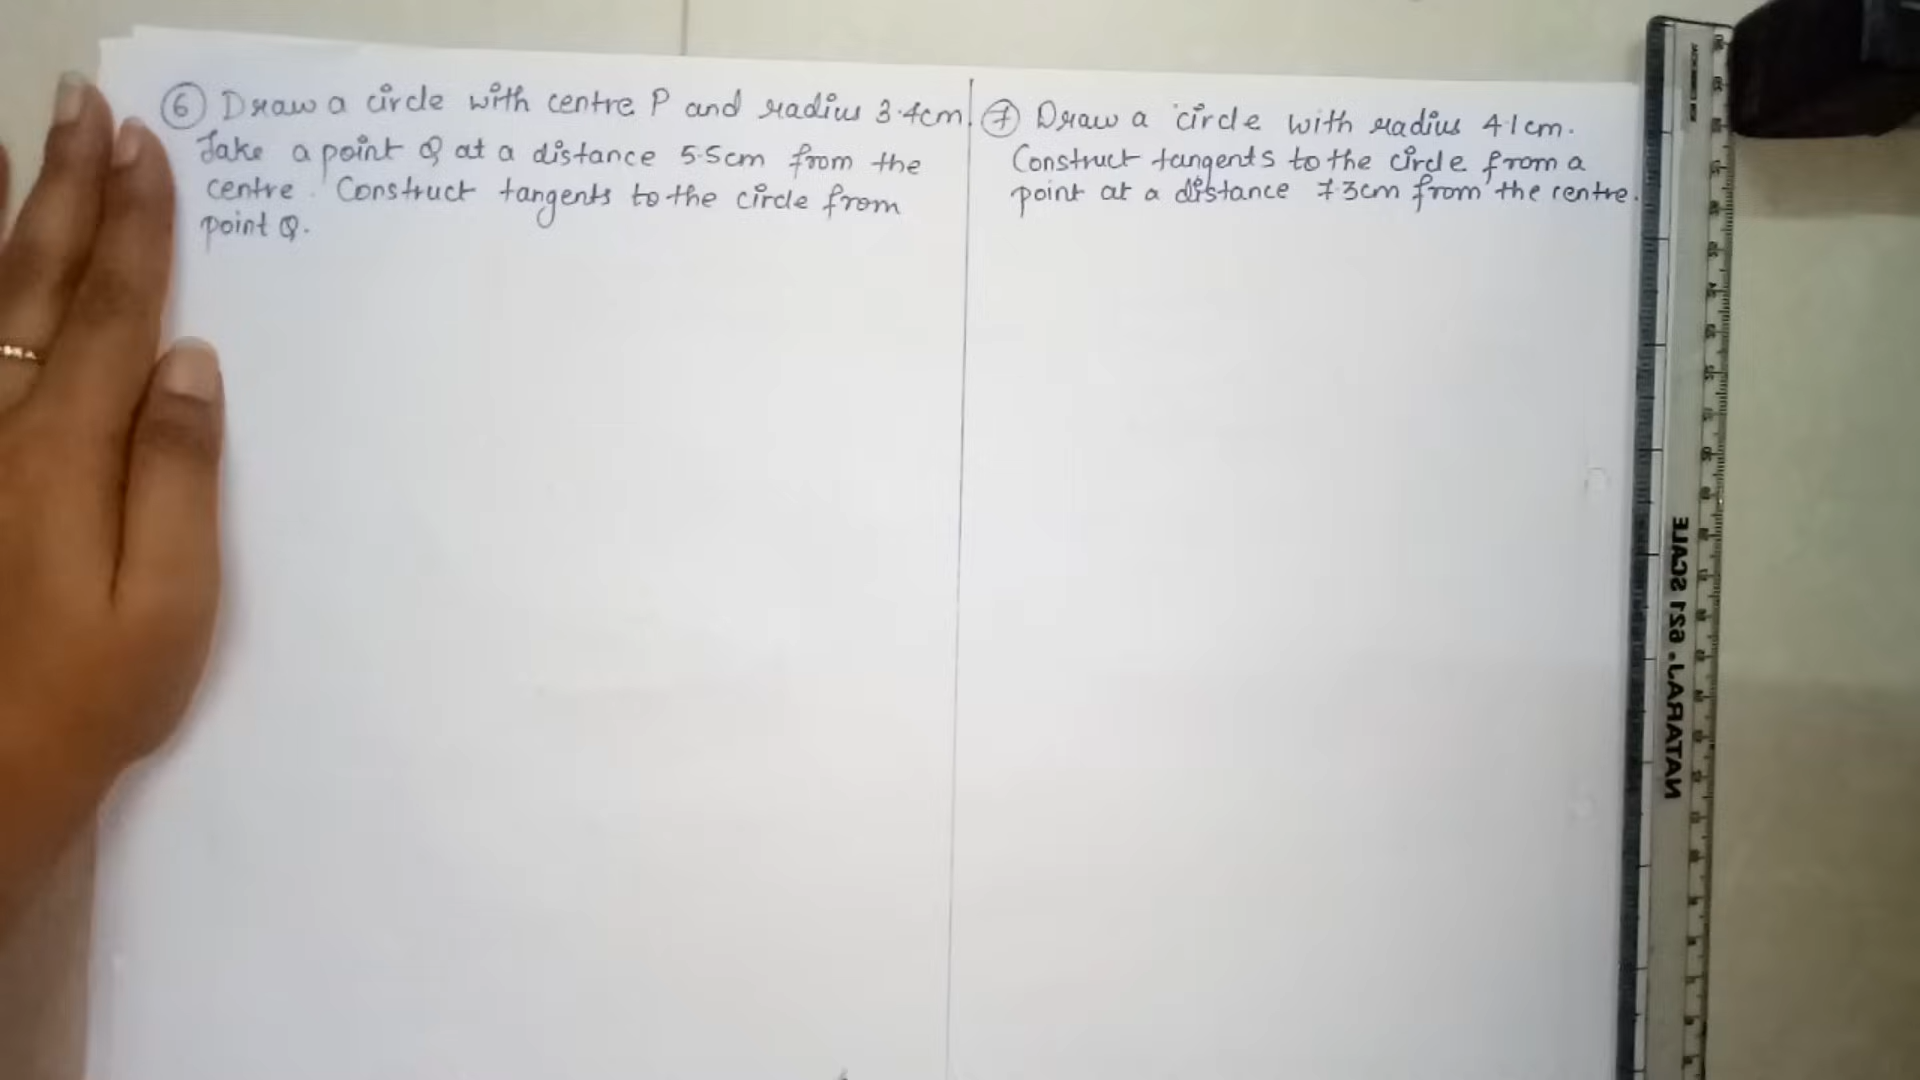 ⑥ Draw a circle with centre P and radius 3.4cm.
Take a point Q at a distance 5.5cm from the
centre. Construct tangents to the circle from
point Q.
⑦ Draw a circle with radius 4.1cm.
Construct tangents to the circle from a
point at a distance 7.3cm from the centre.
NATARAJ. 621 SCALE